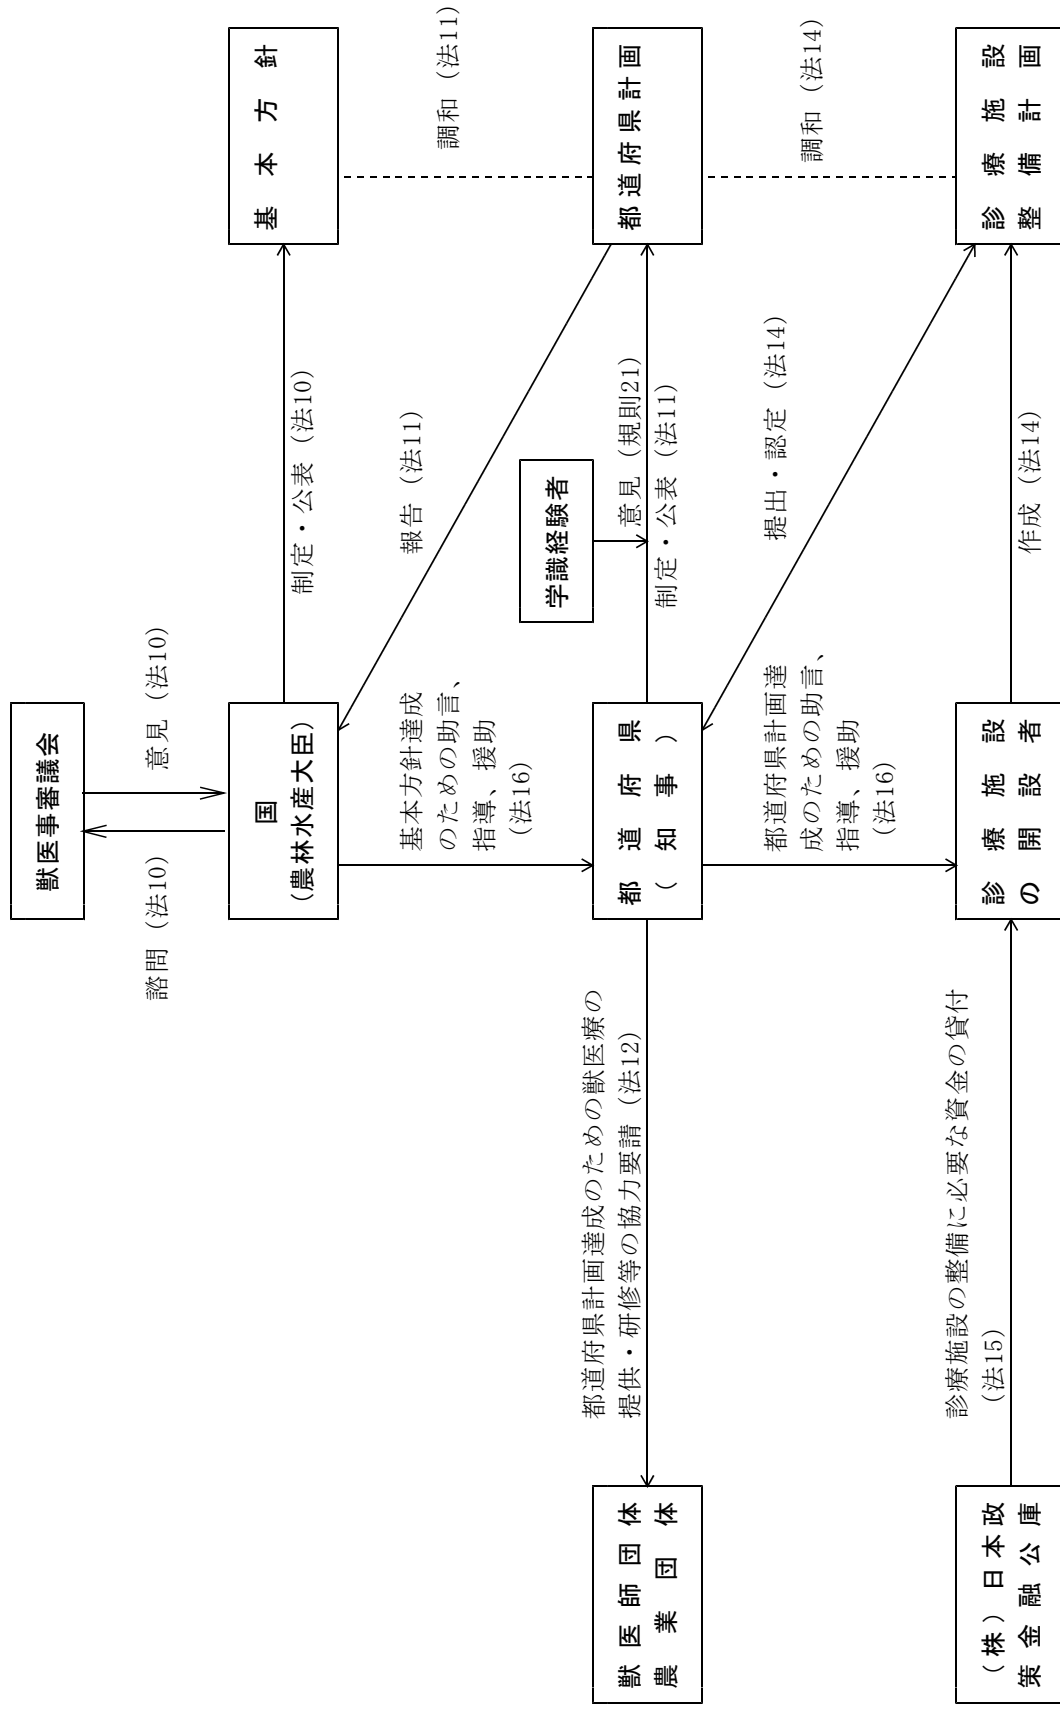 獣医事審議会
諮問（法10）
意見（法10）
国
(農林水産大臣)
制定・公表（法10）
基本方針
報告（法11）
調和（法11）
基本方針達成
のための助言、
指導、援助
（法16）
学識経験者
意見（規則21）
制定・公表（法11）
都道府県計画
都道府県
（知事）
都道府県計画達成のための獣医療の
提供・研修等の協力要請（法12）
獣医師団体
農業団体
都道府県計画達
成のための助言、
指導、援助
（法16）
提出・認定（法14）
調和（法14）
診療施設
整備計画
作成（法14）
診療施設
の開設者
診療施設の整備に必要な資金の貸付
（法15）
（株）日本政
策金融公庫